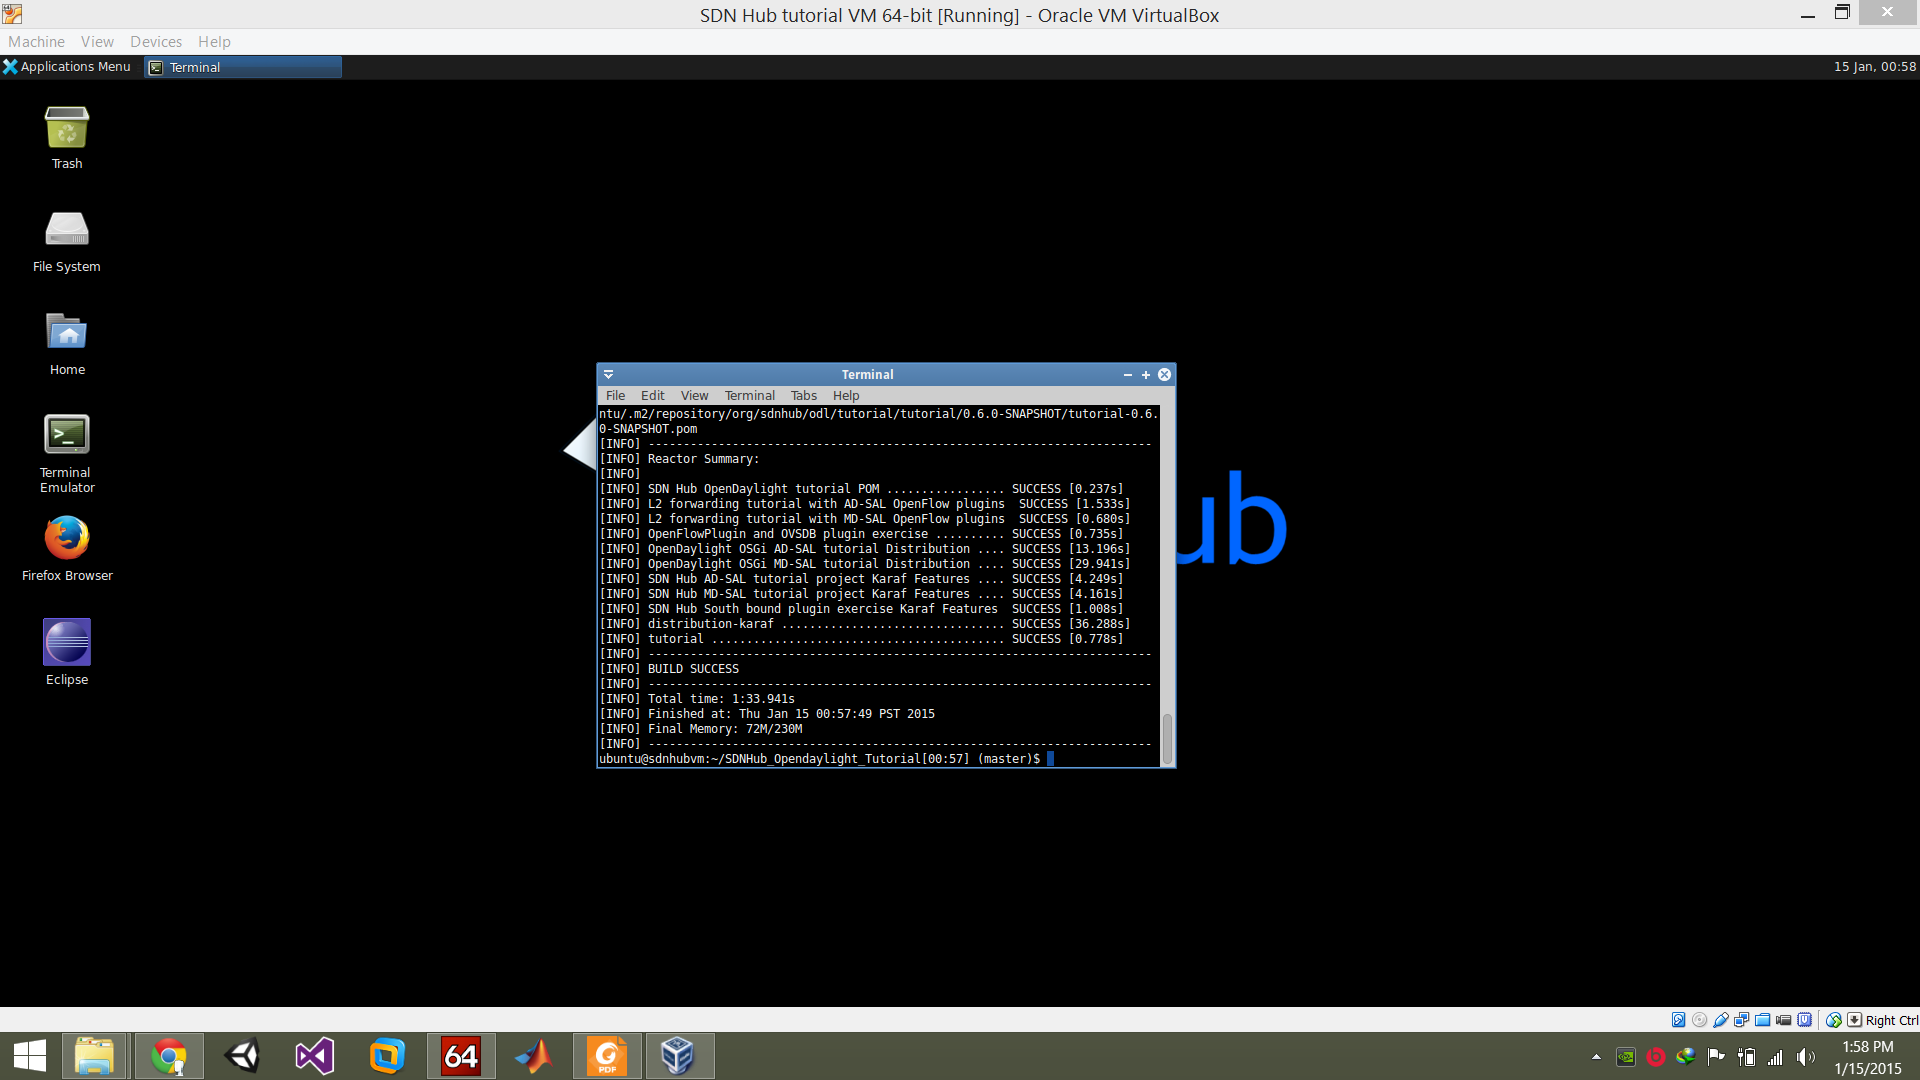 SDN Hub tutorial VM 64-bit [Running] - Oracle VM VirtualBox
Machine View Devices Help
Applications Menu
Terminal
15 Jan, 00:58
Trash
File System
Home
Terminal
Emulator
Firefox Browser
Eclipse
ub
Terminal
File Edit View Terminal Tabs Help
ntu/.m2/repository/org/sdnhub/odl/tutorial/tutorial/0.6.0-SNAPSHOT/tutorial-0.6.
0-SNAPSHOT.pom
[INFO] ------------------------------------------------------------------------
[INFO] Reactor Summary:
[INFO]
[INFO] SDN Hub OpenDaylight tutorial POM ................. SUCCESS [0.237s]
[INFO] L2 forwarding tutorial with AD-SAL OpenFlow plugins  SUCCESS [1.533s]
[INFO] L2 forwarding tutorial with MD-SAL OpenFlow plugins  SUCCESS [0.680s]
[INFO] OpenFlowPlugin and OVSDB plugin exercise .......... SUCCESS [0.735s]
[INFO] OpenDaylight OSGi AD-SAL tutorial Distribution .... SUCCESS [13.196s]
[INFO] OpenDaylight OSGi MD-SAL tutorial Distribution .... SUCCESS [29.941s]
[INFO] SDN Hub AD-SAL tutorial project Karaf Features .... SUCCESS [4.249s]
[INFO] SDN Hub MD-SAL tutorial project Karaf Features .... SUCCESS [4.161s]
[INFO] SDN Hub South bound plugin exercise Karaf Features  SUCCESS [1.008s]
[INFO] distribution-karaf ................................ SUCCESS [36.288s]
[INFO] tutorial .......................................... SUCCESS [0.778s]
[INFO] ------------------------------------------------------------------------
[INFO] BUILD SUCCESS
[INFO] ------------------------------------------------------------------------
[INFO] Total time: 1:33.941s
[INFO] Finished at: Thu Jan 15 00:57:49 PST 2015
[INFO] Final Memory: 72M/230M
[INFO] ------------------------------------------------------------------------
ubuntu@sdnhubvm:~/SDNHub_Opendaylight_Tutorial[00:57] (master)$
Right Ctrl
64
PDF
1:58 PM
1/15/2015